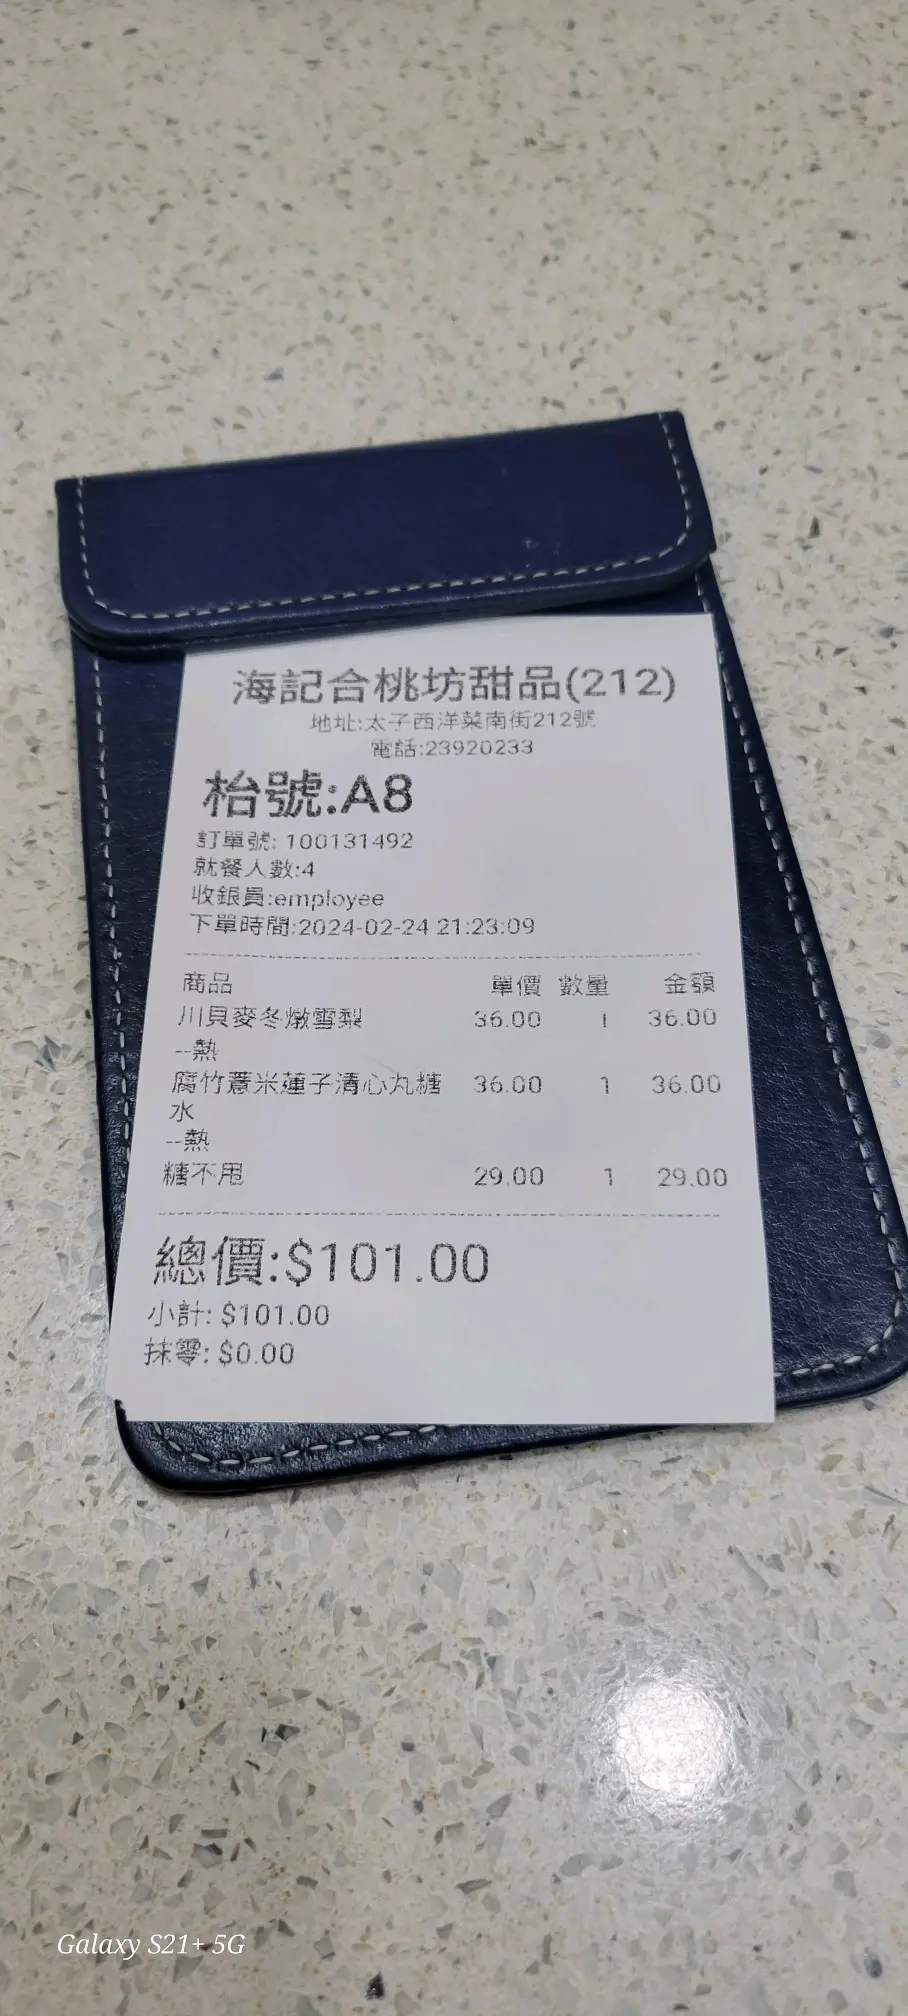 海記合桃坊甜品(212)
地址:太子西洋菜南街212號
電話:23920233
枱號:A8
訂單號: 100131492
就餐人數:4
收銀員:employee
下單時間:2024-02-24 21:23:09
商品 單價 數量 金額
川貝麥冬燉雪梨 36.00 1 36.00
--熱
腐竹薏米蓮子清心丸糖 36.00 1 36.00
水
--熱
糖不甩 29.00 1 29.00
總價:$101.00
小計: $101.00
抹零: $0.00
Galaxy S21+ 5G